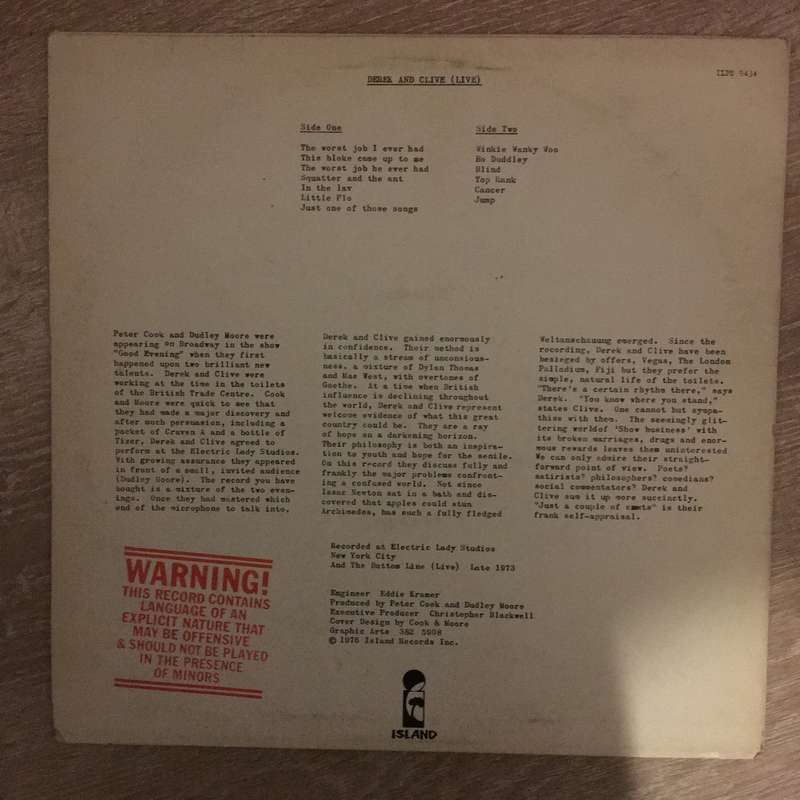 DEREK AND CLIVE (LIVE)
ILPS 9434
Side One
The worst job I ever had
This bloke came up to me
The worst job he ever had
Squatter and the ant
In the lav
Little Flo
Just one of those songs
Side Two
Winkie Wanky Woo
Bo Duddley
Blind
Top Rank
Cancer
Jump
Peter Cook and Dudley Moore were
appearing on Broadway in the show
"Good Evening" when they first
happened upon two brilliant new
talents. Derek and Clive were
working at the time in the toilets
of the British Trade Centre. Cook
and Moore were quick to see that
they had made a major discovery and
after much persuasion, including a
packet of Craven A and a bottle of
Tizer, Derek and Clive agreed to
perform at the Electric Lady Studios.
With growing assurance they appeared
in front of a small, invited audience
(Dudley Moore). The record you have
bought is a mixture of the two even-
ings. Once they had mastered which
end of the microphone to talk into,
Derek and Clive gained enormously
in confidence. Their method is
basically a stream of unconsious-
ness, a mixture of Dylan Thomas
and Mae West, with overtones of
Goethe. At a time when British
influence is declining throughout
the world, Derek and Clive represent
welcome evidence of what this great
country could be. They are a ray
of hope on a darkening horizon.
Their philosophy is both an inspira-
tion to youth and hope for the senile.
On this record they discuss fully and
frankly the major problems confront-
ing a confused world. Not since
Isaac Newton sat in a bath and dis-
covered that apples could stun
Archimedes, has such a fully fledged
Weltanschauung emerged. Since the
recording, Derek and Clive have been
besieged by offers, Vegas, The London
Palladium, Fiji but they prefer the
simple, natural life of the toilets.
"There's a certain rhythm there," says
Derek. "You know where you stand,"
states Clive. One cannot but sympa-
thise with them. The seemingly glit-
tering worldof 'Show business' with
its broken marriages, drugs and enor-
mous rewards leaves them uninterested
We can only admire their straight-
forward point of view. Poets?
satirists? philosophers? comedians?
social commentators? Derek and
Clive sum it up more succinctly.
"Just a couple of cunts" is their
frank self-appraisal.
Recorded at Electric Lady Studios
New York City
And The Bottom Line (Live) Late 1973
Engineer Eddie Kramer
Produced by Peter Cook and Dudley Moore
Executive Producer Christopher Blackwell
Cover Design by Cook & Moore
Graphic Arts 382 5008
© 1976 Island Records Inc.
WARNING!
THIS RECORD CONTAINS
LANGUAGE OF AN
EXPLICIT NATURE THAT
MAY BE OFFENSIVE
& SHOULD NOT BE PLAYED
IN THE PRESENCE
OF MINORS
ISLAND